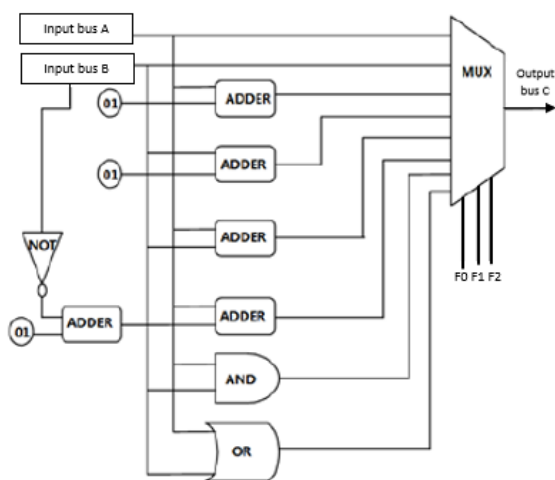 Input bus A
Input bus B
MUX
Output
bus C
01
ADDER
01
ADDER
NOT
ADDER
01
ADDER
ADDER
F0 F1 F2
AND
OR